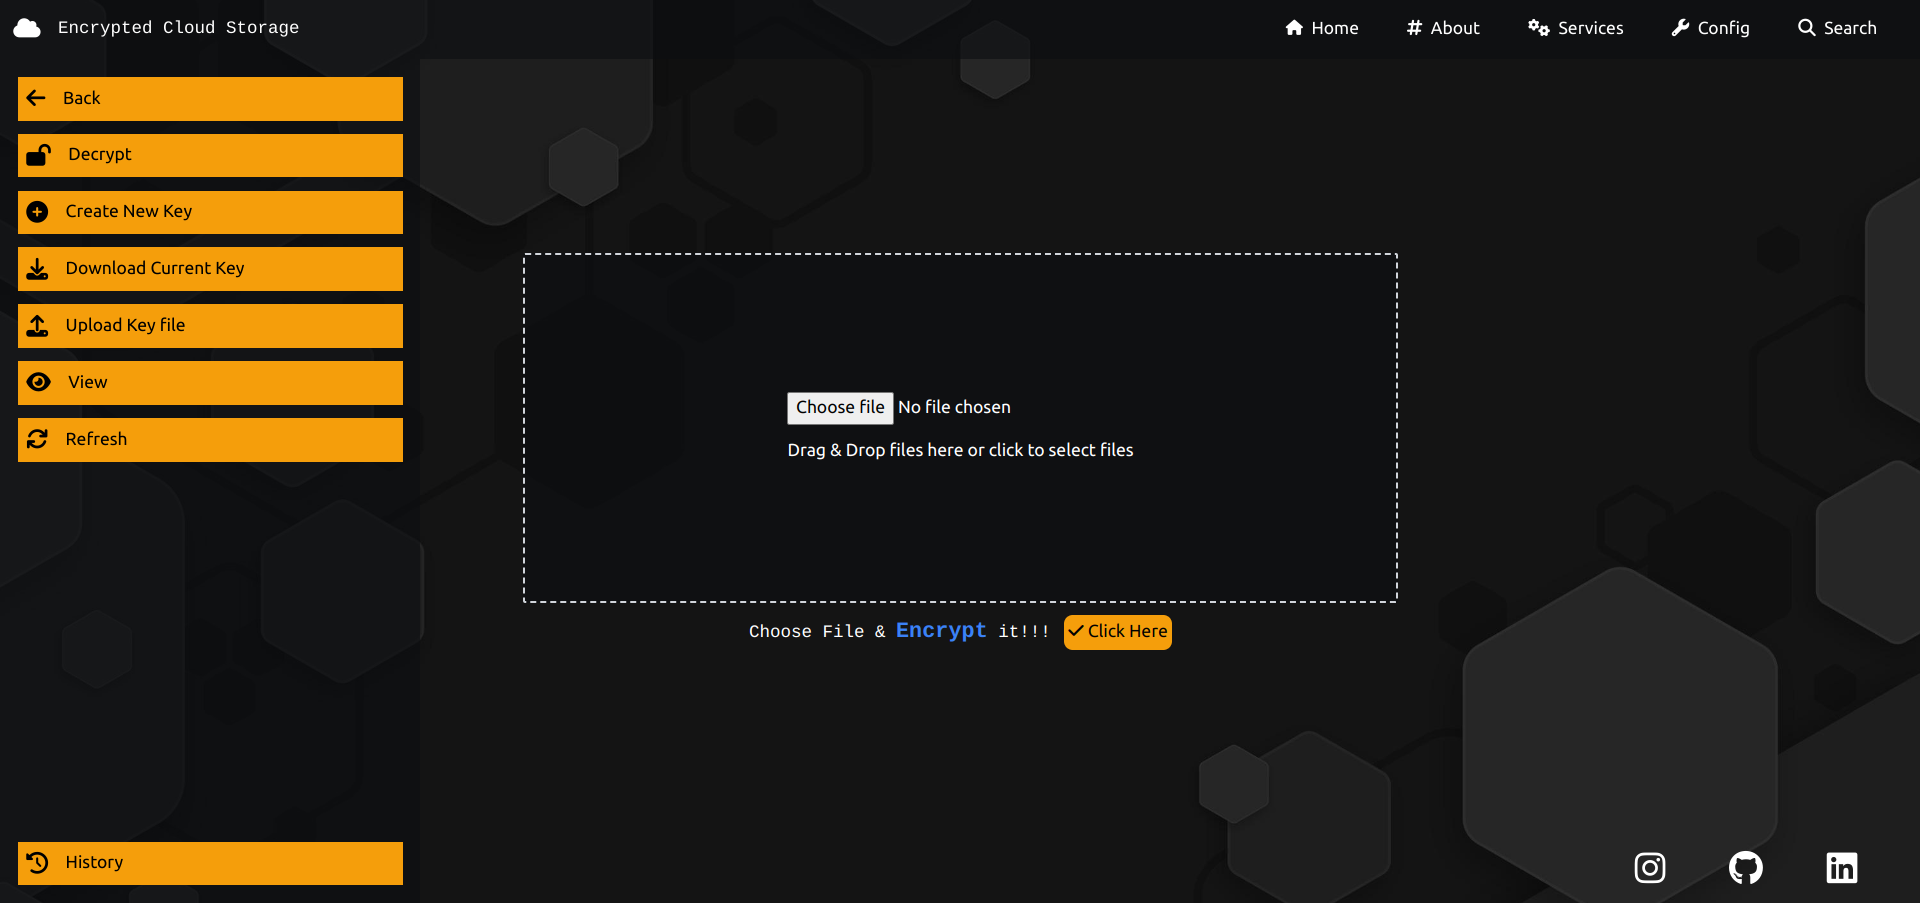 Encrypted Cloud Storage
Home
About
Services
Config
Search
Back
Decrypt
Create New Key
Download Current Key
Upload Key file
View
Refresh
History
Choose file No file chosen
Drag & Drop files here or click to select files
Choose File & Encrypt it!!! Click Here